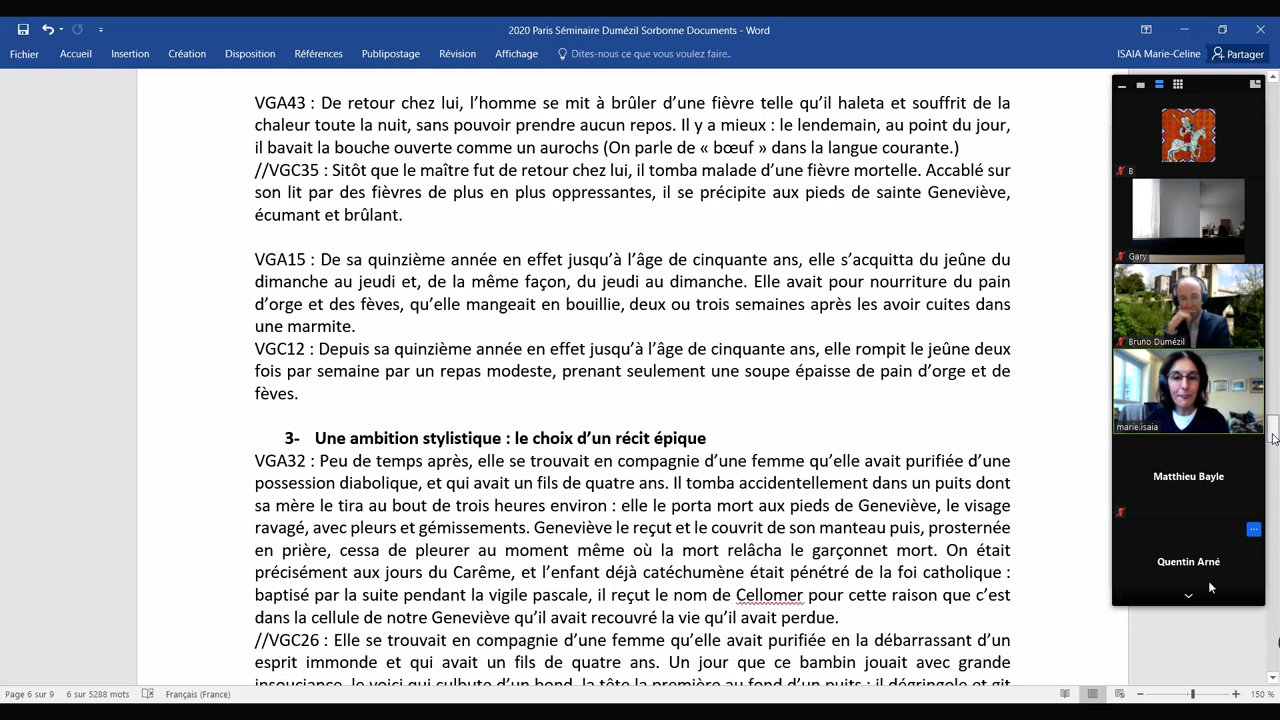 2020 Paris Séminaire Dumézil Sorbonne Documents - Word
Fichier Accueil Insertion Création Disposition Références Publipostage Révision Affichage Dites-nous ce que vous voulez faire.. ISAIA Marie-Celine Partager
VGA43 : De retour chez lui, l’homme se mit à brûler d’une fièvre telle qu’il haleta et souffrit de la
chaleur toute la nuit, sans pouvoir prendre aucun repos. Il y a mieux : le lendemain, au point du jour,
il bavait la bouche ouverte comme un aurochs (On parle de « bœuf » dans la langue courante.)
//VGC35 : Sitôt que le maître fut de retour chez lui, il tomba malade d’une fièvre mortelle. Accablé sur
son lit par des fièvres de plus en plus oppressantes, il se précipite aux pieds de sainte Geneviève,
écumant et brûlant.
VGA15 : De sa quinzième année en effet jusqu’à l’âge de cinquante ans, elle s’acquitta du jeûne du
dimanche au jeudi et, de la même façon, du jeudi au dimanche. Elle avait pour nourriture du pain
d’orge et des fèves, qu’elle mangeait en bouillie, deux ou trois semaines après les avoir cuites dans
une marmite.
VGC12 : Depuis sa quinzième année en effet jusqu’à l’âge de cinquante ans, elle rompit le jeûne deux
fois par semaine par un repas modeste, prenant seulement une soupe épaisse de pain d’orge et de
fèves.
3- Une ambition stylistique : le choix d’un récit épique
VGA32 : Peu de temps après, elle se trouvait en compagnie d’une femme qu’elle avait purifiée d’une
possession diabolique, et qui avait un fils de quatre ans. Il tomba accidentellement dans un puits dont
sa mère le tira au bout de trois heures environ : elle le porta mort aux pieds de Geneviève, le visage
ravagé, avec pleurs et gémissements. Geneviève le reçut et le couvrit de son manteau puis, prosternée
en prière, cessa de pleurer au moment même où la mort relâcha le garçonnet mort. On était
précisément aux jours du Carême, et l’enfant déjà catéchumène était pénétré de la foi catholique :
baptisé par la suite pendant la vigile pascale, il reçut le nom de Cellomer pour cette raison que c’est
dans la cellule de notre Geneviève qu’il avait recouvré la vie qu’il avait perdue.
//VGC26 : Elle se trouvait en compagnie d’une femme qu’elle avait purifiée en la débarrassant d’un
esprit immonde et qui avait un fils de quatre ans. Un jour que ce bambin jouait avec grande
insouciance, le voici qui culbute d’un bond, la tête la première au fond d’un puits : il dégringole et gît
B
Gary
Bruno Dumézil
marie.isaia
Matthieu Bayle
Quentin Arné
Page 6 sur 9 6 sur 5288 mots Français (France) 150 %